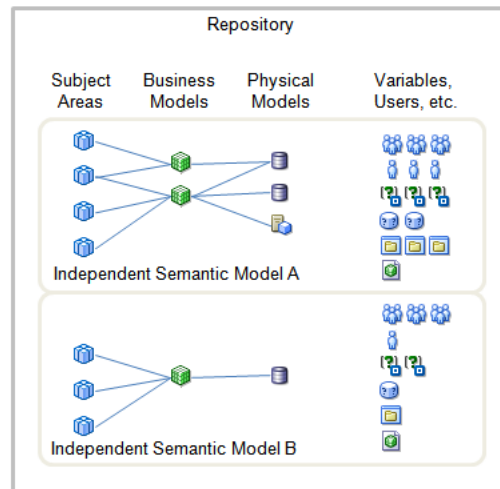 Repository
Subject Business Physical Variables,
Areas Models Models Users, etc.
Independent Semantic Model A
Independent Semantic Model B